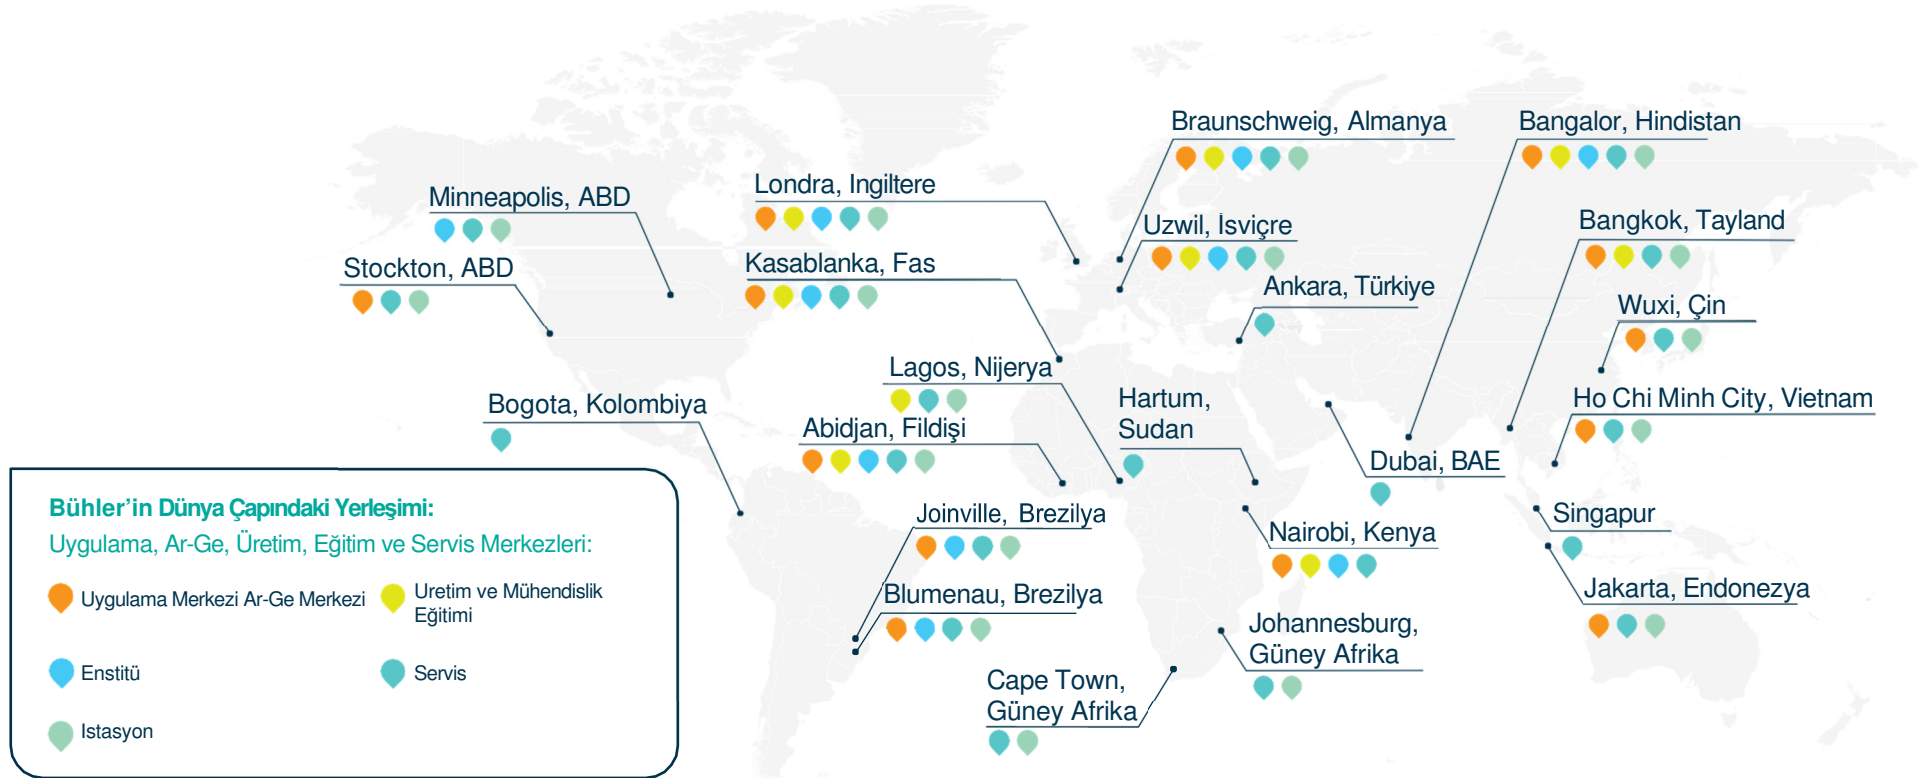 Braunschweig, Almanya
Bangalor, Hindistan
Minneapolis, ABD
Londra, Ingiltere
Uzwil, İsviçre
Bangkok, Tayland
Stockton, ABD
Kasablanka, Fas
Ankara, Türkiye
Wuxi, Çin
Lagos, Nijerya
Bogota, Kolombiya
Abidjan, Fildişi
Hartum,
Sudan
Ho Chi Minh City, Vietnam
Dubai, BAE
Joinville, Brezilya
Nairobi, Kenya
Singapur
Blumenau, Brezilya
Jakarta, Endonezya
Johannesburg,
Güney Afrika
Cape Town,
Güney Afrika
Bühler'in Dünya Çapındaki Yerleşimi:
Uygulama, Ar-Ge, Üretim, Eğitim ve Servis Merkezleri:
Uygulama Merkezi Ar-Ge Merkezi
Uretim ve Mühendislik
Eğitimi
Enstitü
Servis
Istasyon